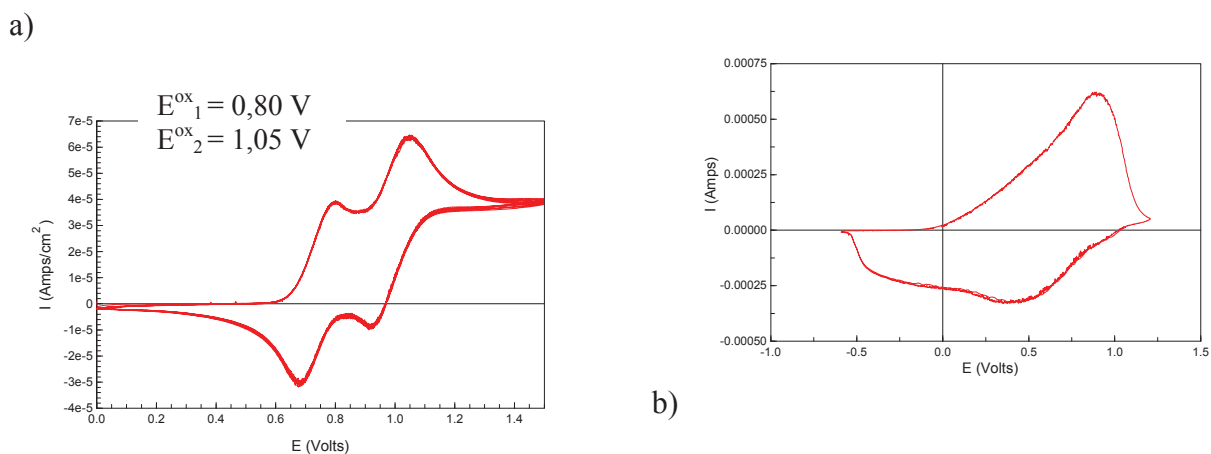 a)
E^ox_1 = 0,80 V
E^ox_2 = 1,05 V
7e-5
6e-5
5e-5
4e-5
3e-5
2e-5
1e-5
0
-1e-5
-2e-5
-3e-5
-4e-5
I (Amps/cm²)
0.0 0.2 0.4 0.6 0.8 1.0 1.2 1.4
E (Volts)
0.00075
0.00050
0.00025
0.00000
-0.00025
-0.00050
I (Amps)
-1.0 -0.5 0.0 0.5 1.0 1.5
E (Volts)
b)